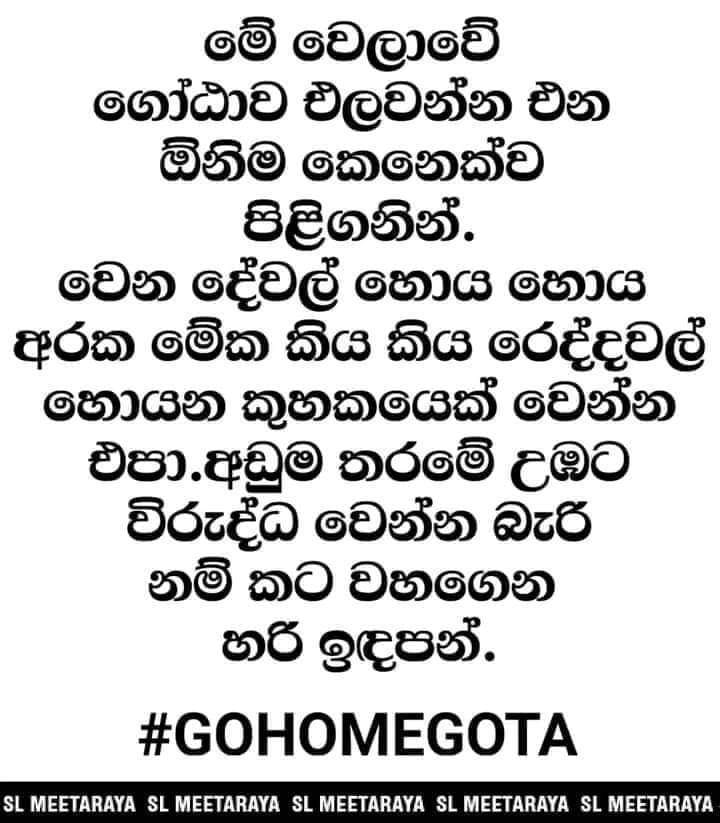 මේ වෙලාවේ
ගෝඨාව එලවන්න එන
ඕනිම කෙනෙක්ව
පිළිගනින්.
වෙන දේවල් හොය හොය
අරක මේක කිය කිය රෙද්දවල්
හොයන කුහකයෙක් වෙන්න
එපා.අඩුම තරමේ උඹට
විරුද්ධ වෙන්න බැරි
නම් කට වහගෙන
හරි ඉඳපන්.
#GOHOMEGOTA
SL MEETARAYA SL MEETARAYA SL MEETARAYA SL MEETARAYA SL MEETARAYA